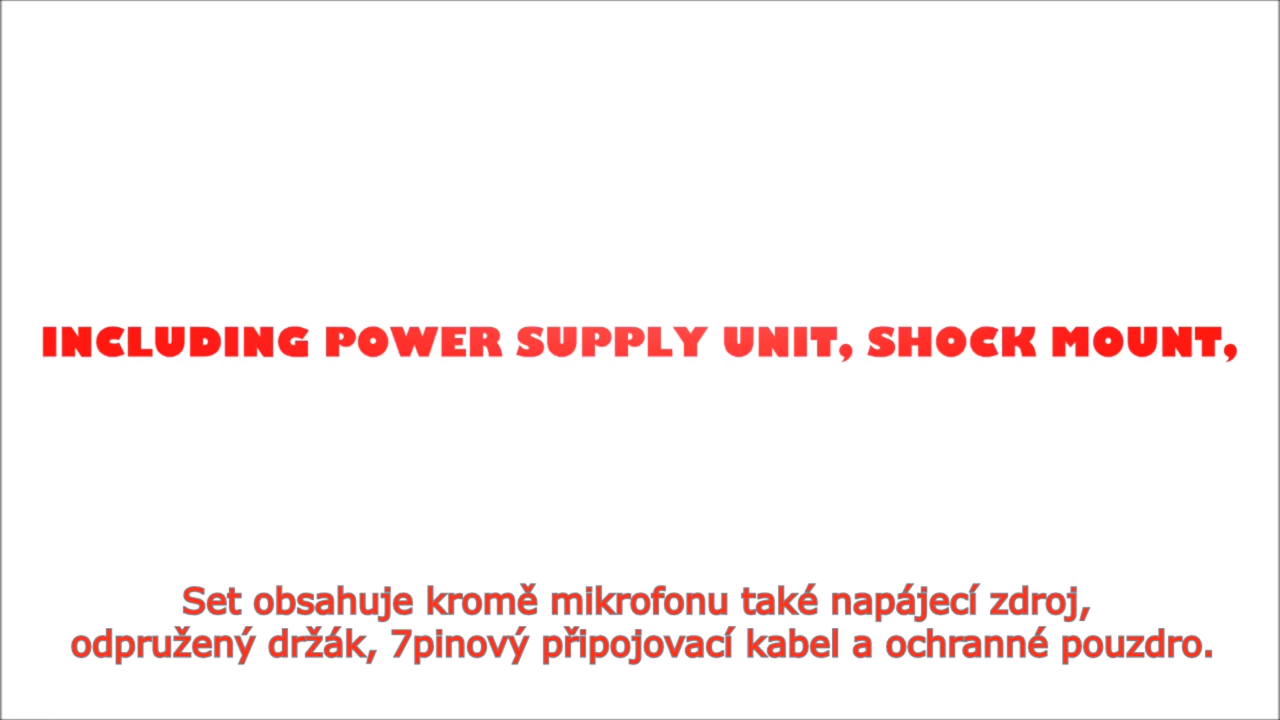 INCLUDING POWER SUPPLY UNIT, SHOCK MOUNT,
Set obsahuje kromě mikrofonu také napájecí zdroj,
odpružený držák, 7pinový připojovací kabel a ochranné pouzdro.